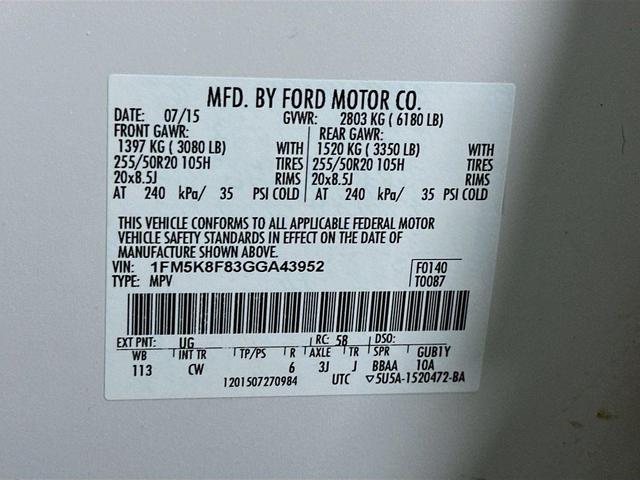 MFD. BY FORD MOTOR CO.
DATE: 07/15 GVWR: 2803 KG ( 6180 LB)
FRONT GAWR: REAR GAWR:
1397 KG ( 3080 LB) WITH 1520 KG ( 3350 LB) WITH
255/50R20 105H TIRES 255/50R20 105H TIRES
20x8.5J RIMS 20x8.5J RIMS
AT 240 kPa/ 35 PSI COLD AT 240 kPa/ 35 PSI COLD
THIS VEHICLE CONFORMS TO ALL APPLICABLE FEDERAL MOTOR
VEHICLE SAFETY STANDARDS IN EFFECT ON THE DATE OF
MANUFACTURE SHOWN ABOVE.
VIN: 1FM5K8F83GGA43952 F0140
TYPE: MPV T0087
EXT PNT: UG RC: 58 DSO:
WB INT TR TP/PS R AXLE TR SPR GUB1Y
113 CW 6 3J J BBAA 10A
1201507270984 UTC ▽5U5A-1520472-BA